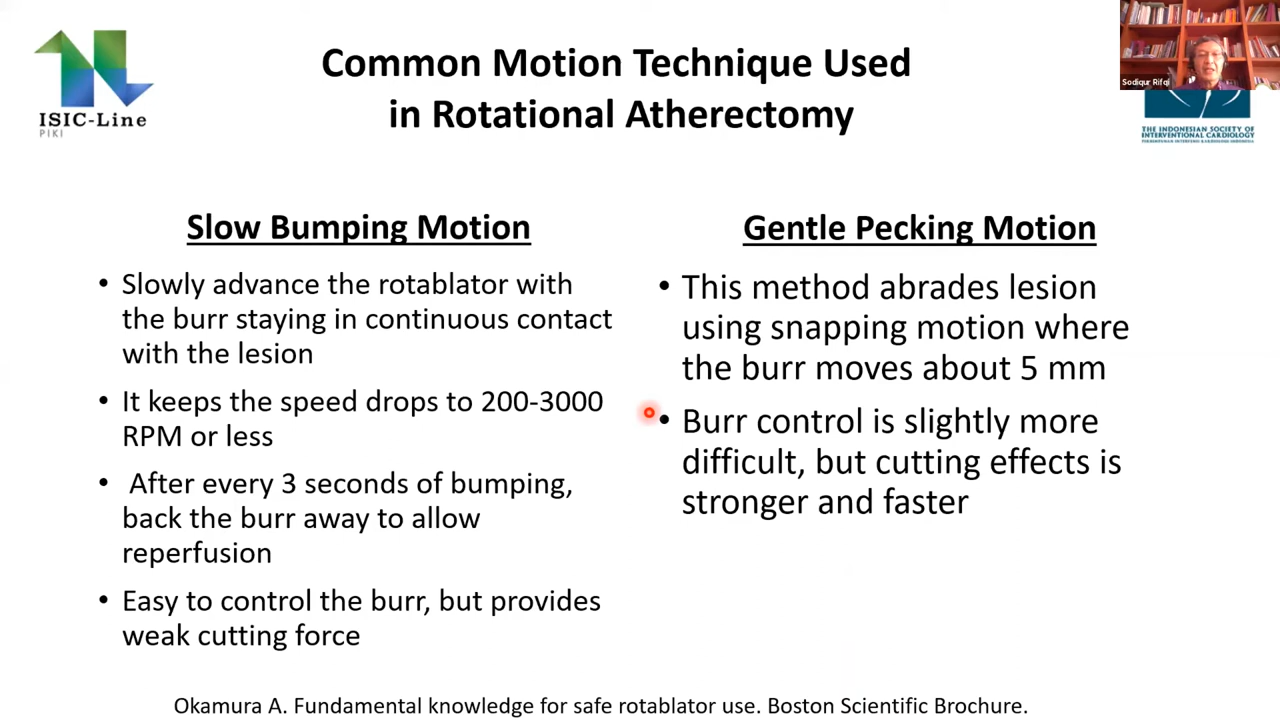 Common Motion Technique Used
in Rotational Atherectomy
ISIC-Line
PIKI
Sodiqur Rifqi
THE INDONESIAN SOCIETY OF
INTERVENTIONAL CARDIOLOGY
Slow Bumping Motion
• Slowly advance the rotablator with
the burr staying in continuous contact
with the lesion
• It keeps the speed drops to 200-3000
RPM or less
• After every 3 seconds of bumping,
back the burr away to allow
reperfusion
• Easy to control the burr, but provides
weak cutting force
Gentle Pecking Motion
• This method abrades lesion
using snapping motion where
the burr moves about 5 mm
• Burr control is slightly more
difficult, but cutting effects is
stronger and faster
Okamura A. Fundamental knowledge for safe rotablator use. Boston Scientific Brochure.